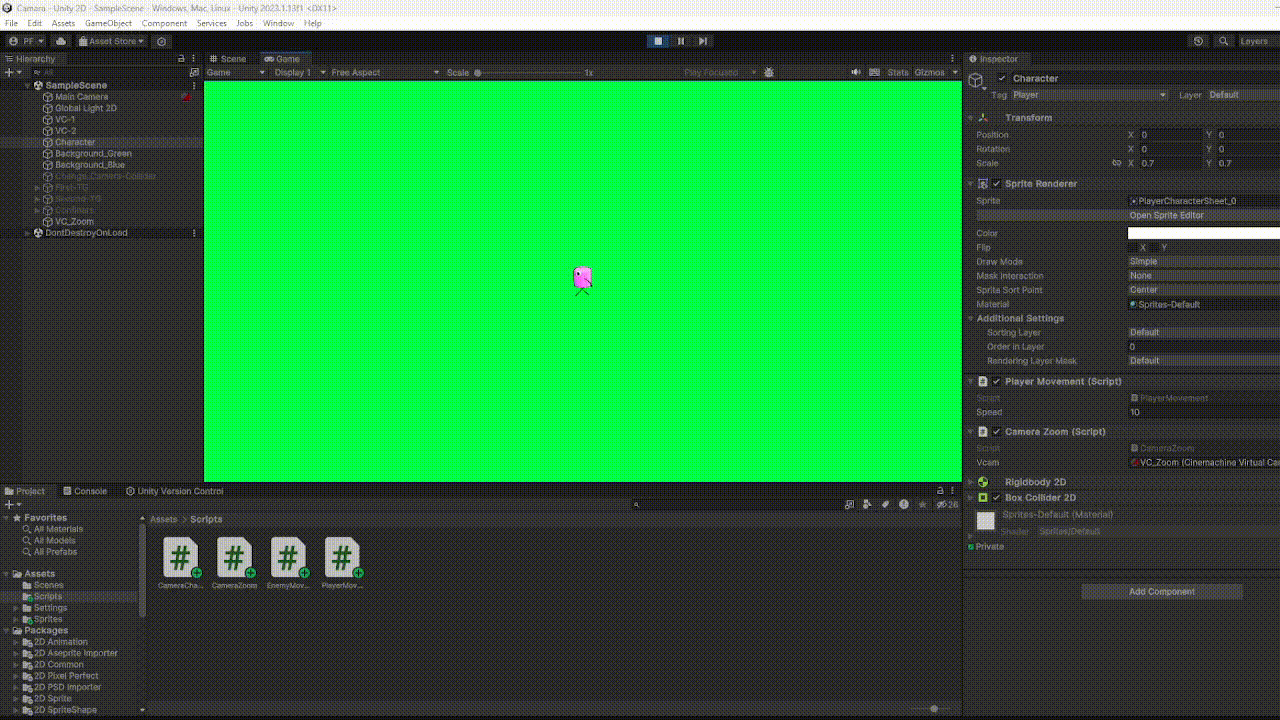 Camara - Unity 2D - SampleScene - Windows, Mac, Linux - Unity 2023.1.13f1 <DX11>
File Edit Assets GameObject Component Services Jobs Window Help
PF Asset Store Layers
Hierarchy Scene Game Inspector
All Game Display 1 Free Aspect Scale 1x Play Focused Stats Gizmos
SampleScene
Main Camera
Global Light 2D
VC-1
VC-2
Character
Background_Green
Background_Blue
Change_Camera-Collider
First-TG
Second-TG
Confiners
VC_Zoom
DontDestroyOnLoad
Character
Tag Player Layer Default
Transform
Position X 0 Y 0
Rotation X 0 Y 0
Scale X 0.7 Y 0.7
Sprite Renderer
Sprite PlayerCharacterSheet_0
Open Sprite Editor
Color
Flip X Y
Draw Mode Simple
Mask Interaction None
Sprite Sort Point Center
Material Sprites-Default
Additional Settings
Sorting Layer Default
Order in Layer 0
Rendering Layer Mask Default
Player Movement (Script)
Script PlayerMovement
Speed 10
Camera Zoom (Script)
Script CameraZoom
Vcam VC_Zoom (Cinemachine Virtual Ca
Rigidbody 2D
Box Collider 2D
Sprites-Default (Material)
Shader Sprites/Default
Private
Add Component
Project Console Unity Version Control
26
Favorites
All Materials
All Models
All Prefabs
Assets
Scenes
Scripts
Settings
Sprites
Packages
2D Animation
2D Aseprite Importer
2D Common
2D Pixel Perfect
2D PSD Importer
2D Sprite
2D SpriteShape
Assets > Scripts
CameraCha... CameraZoom EnemyMov... PlayerMov...